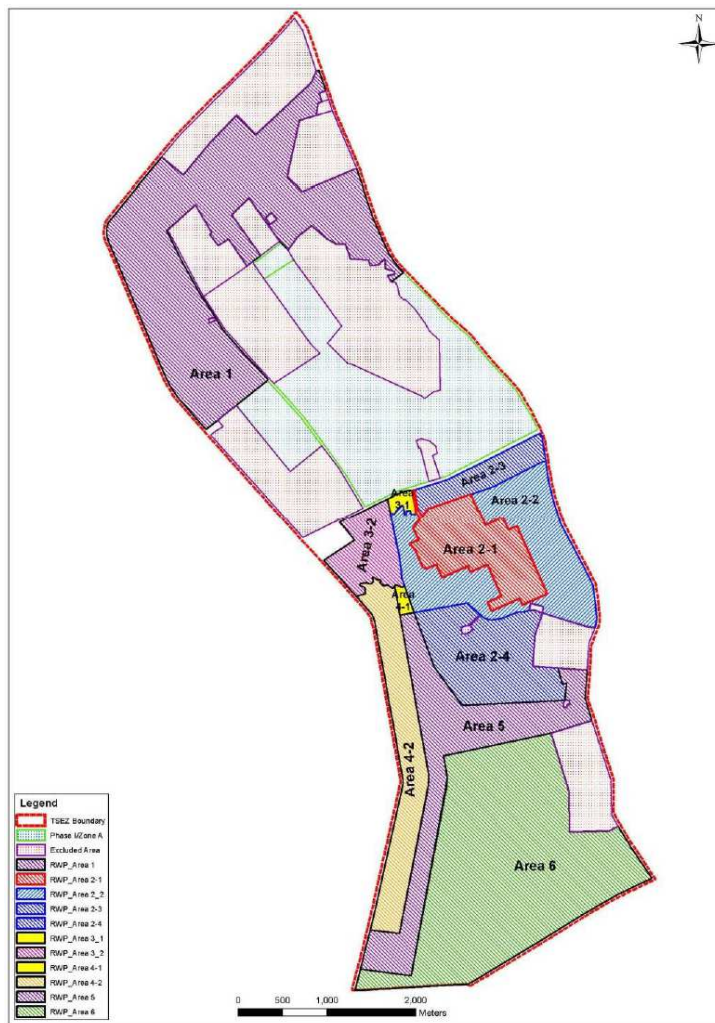 N
Area 1
Area 2-3
Area
3-1
Area 2-2
Area 3-2
Area 2-1
Area
4-1
Area 2-4
Area 5
Area 4-2
Area 6
Legend
TSEZ Boundary
Phase I/Zone A
Excluded Area
RWP_Area 1
RWP_Area 2-1
RWP_Area 2_2
RWP_Area 2-3
RWP_Area 2-4
RWP_Area 3_1
RWP_Area 3_2
RWP_Area 4-1
RWP_Area 4-2
RWP_Area 5
RWP_Area 6
0 500 1,000 2,000
Meters